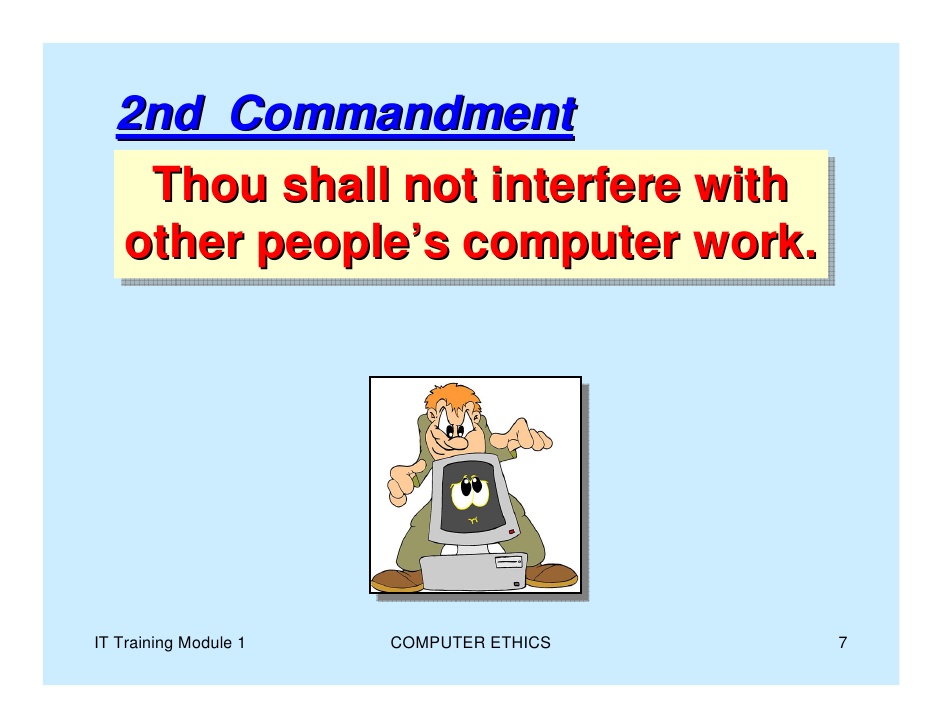 2nd  Commandment
Thou shall not interfere with
other people’s computer work.
IT Training Module 1
COMPUTER ETHICS
7